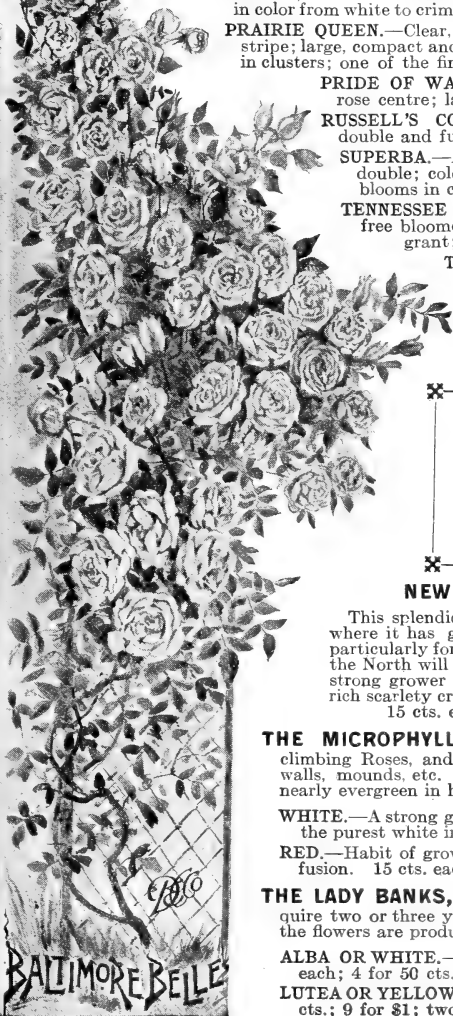 in color from white to crim
PRAIRIE QUEEN.—Clear,
stripe; large, compact and
in clusters; one of the fin
PRIDE OF WA
rose centre; la
RUSSELL'S CO
double and fu
SUPERBA.—
double; colo
blooms in c
TENNESSEE
free bloome
grant
T
NEW
This splendi
where it has g
particularly for
the North will
strong grower
rich scarlety cr
15 cts. e
THE MICROPHYLL
climbing Roses, and
walls, mounds, etc.
nearly evergreen in h
WHITE.—A strong g
the purest white i
RED.—Habit of grow
fusion. 15 cts. eac
THE LADY BANKS,
quire two or three y
the flowers are produ
ALBA OR WHITE.—
each; 4 for 50 cts.
LUTEA OR YELLOW
cts.; 9 for $1; two
BALTIMORE BELLE